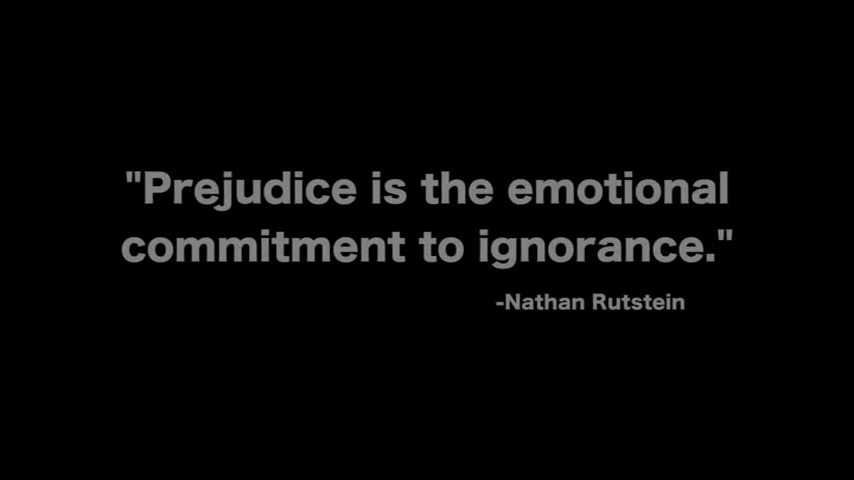 "Prejudice is the emotional
commitment to ignorance."
-Nathan Rutstein